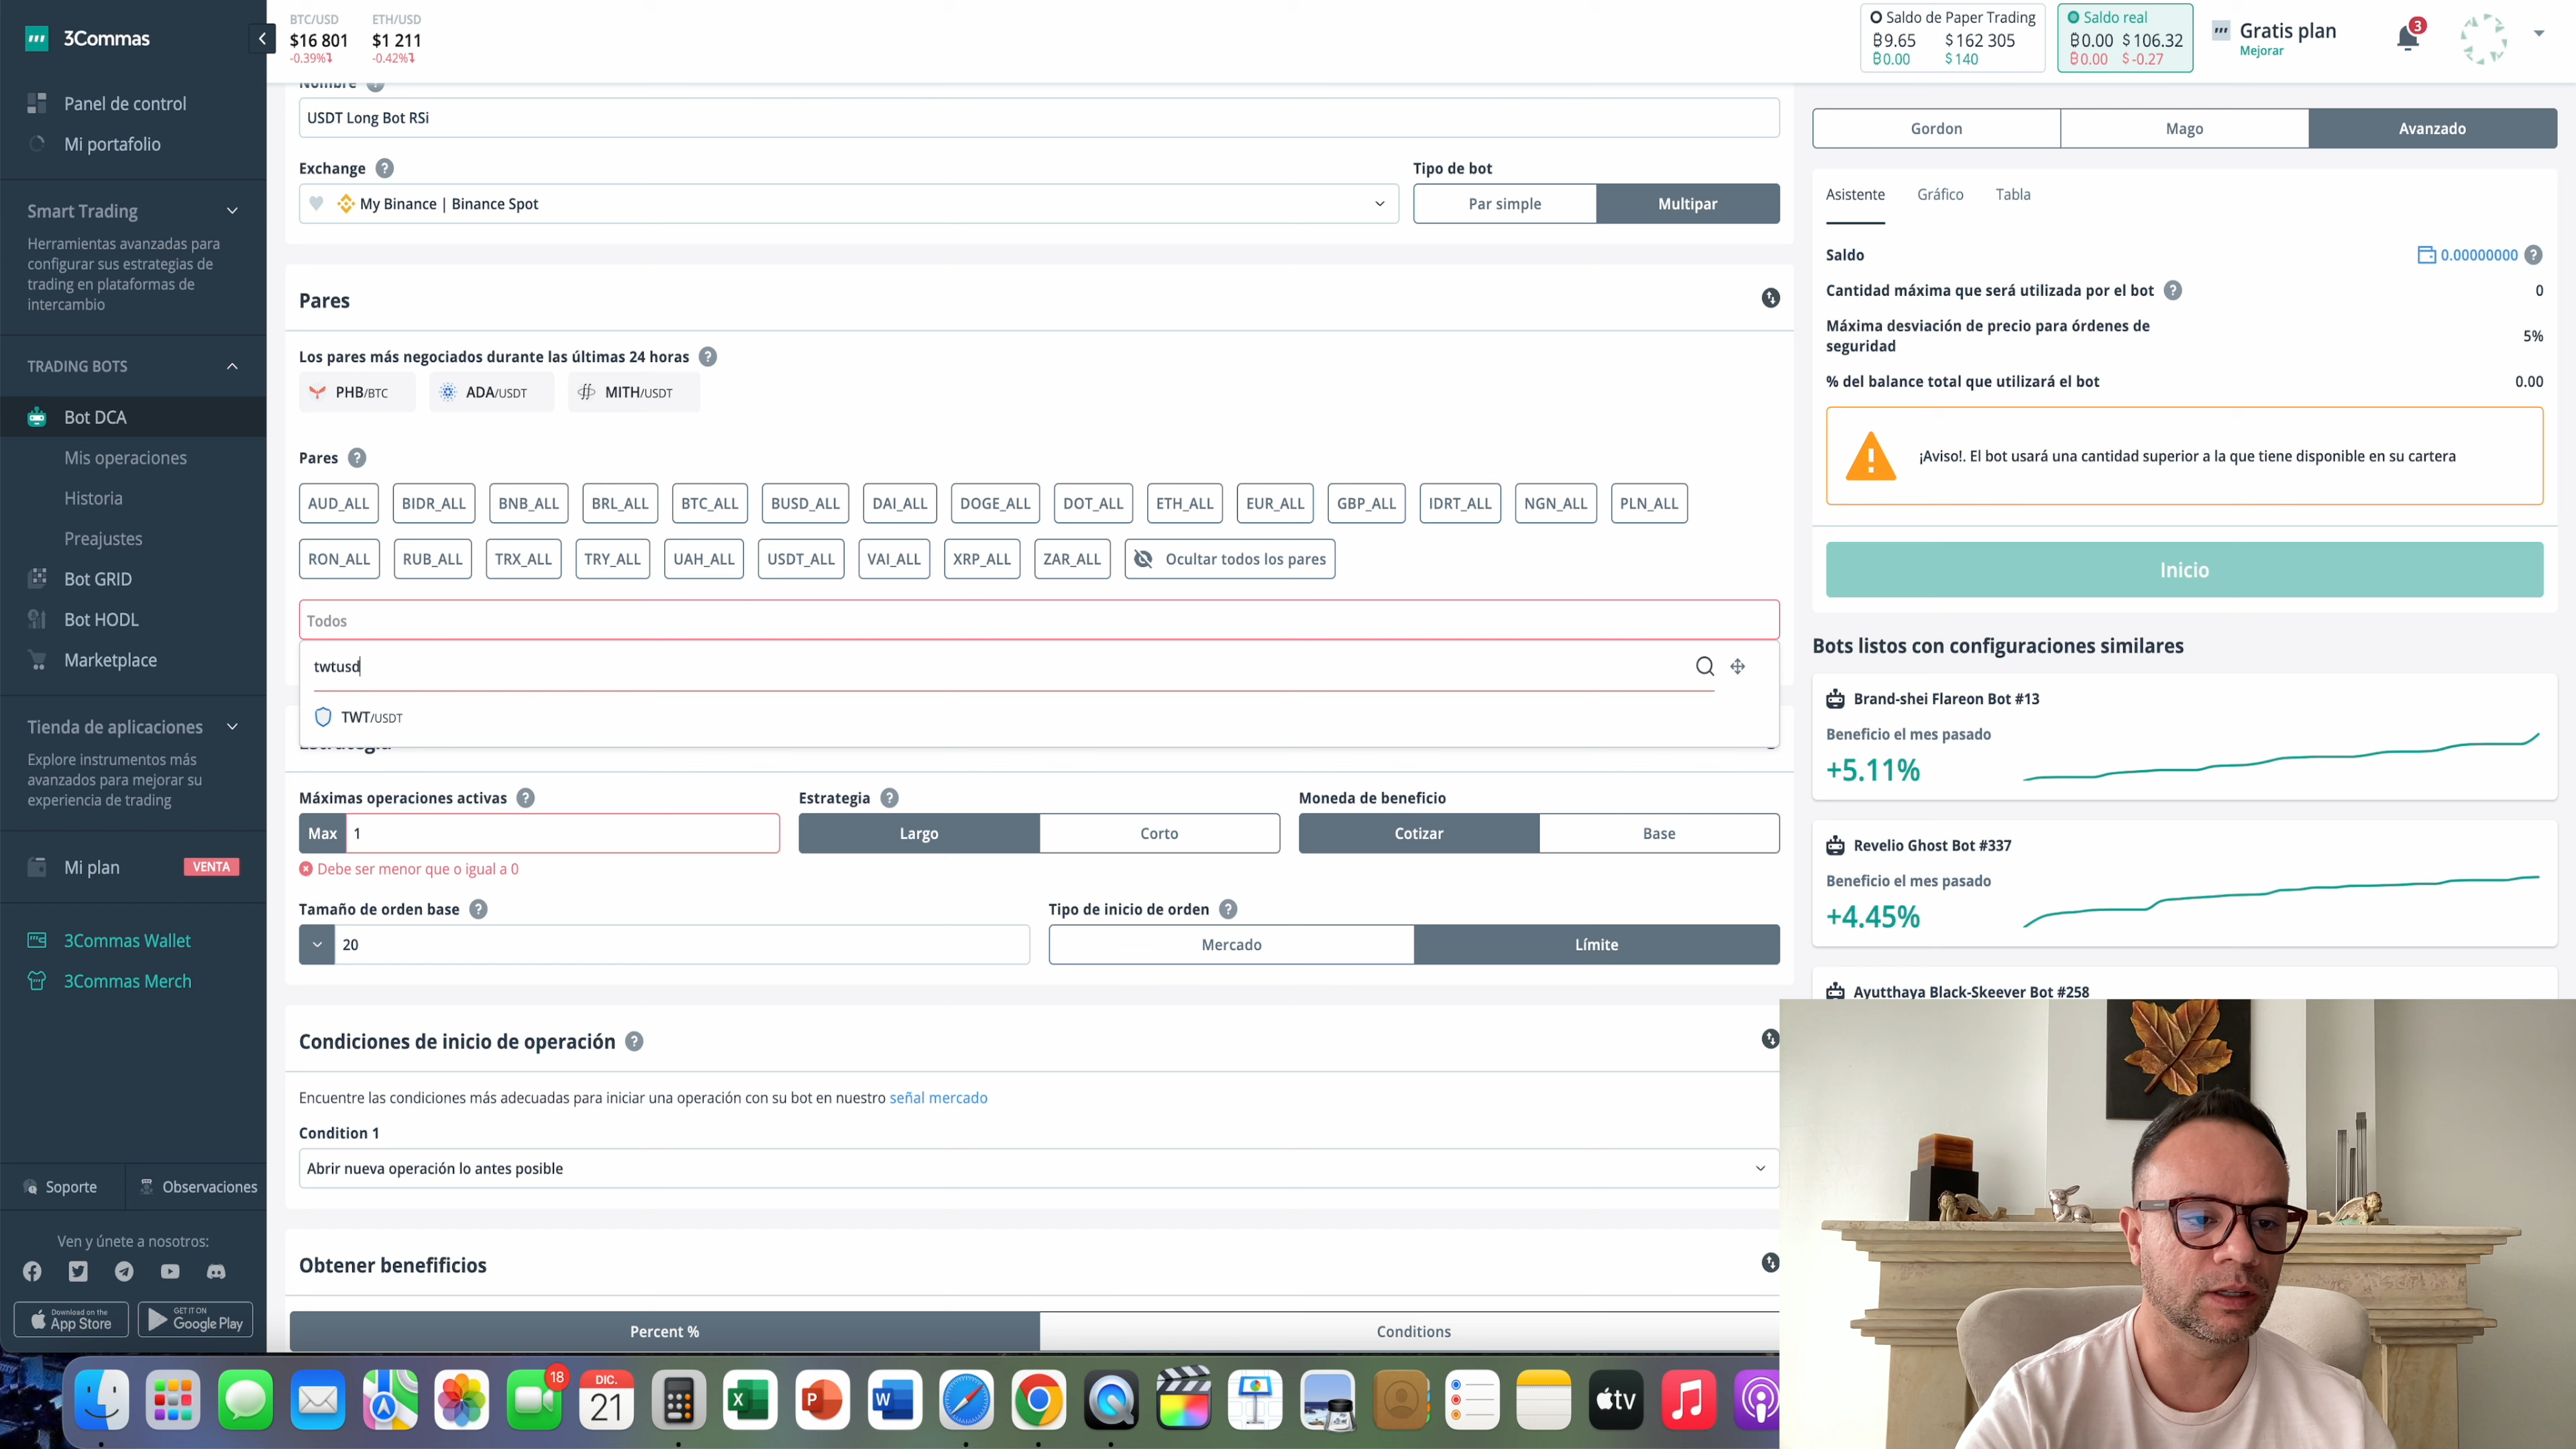 3Commas
BTC/USD
$16 801
-0.39%
ETH/USD
$1 211
-0.42%
Saldo de Paper Trading
₿9.65 $162 305
₿0.00 $140
Saldo real
₿0.00 $106.32
₿0.00 $-0.27
Gratis plan
Mejorar
3
Panel de control
Mi portafolio
Smart Trading
Herramientas avanzadas para
configurar sus estrategias de
trading en plataformas de
intercambio
TRADING BOTS
Bot DCA
Mis operaciones
Historia
Preajustes
Bot GRID
Bot HODL
Marketplace
Tienda de aplicaciones
Explore instrumentos más
avanzados para mejorar su
experiencia de trading
Mi plan
VENTA
3Commas Wallet
3Commas Merch
Soporte
Observaciones
Ven y únete a nosotros:
Download on the
App Store
GET IT ON
Google Play
Nombre
USDT Long Bot RSi
Exchange
My Binance | Binance Spot
Tipo de bot
Par simple
Multipar
Pares
Los pares más negociados durante las últimas 24 horas
PHB/BTC
ADA/USDT
MITH/USDT
Pares
AUD_ALL BIDR_ALL BNB_ALL BRL_ALL BTC_ALL BUSD_ALL DAI_ALL DOGE_ALL DOT_ALL ETH_ALL EUR_ALL GBP_ALL IDRT_ALL NGN_ALL PLN_ALL
RON_ALL RUB_ALL TRX_ALL TRY_ALL UAH_ALL USDT_ALL VAI_ALL XRP_ALL ZAR_ALL Ocultar todos los pares
Todos
twtusd
TWT/USDT
Estrategia
Máximas operaciones activas
Max 1
Debe ser menor que o igual a 0
Estrategia
Largo
Corto
Moneda de beneficio
Cotizar
Base
Tamaño de orden base
20
Tipo de inicio de orden
Mercado
Límite
Condiciones de inicio de operación
Encuentre las condiciones más adecuadas para iniciar una operación con su bot en nuestro señal mercado
Condition 1
Abrir nueva operación lo antes posible
Obtener benefificios
Percent %
Conditions
Gordon
Mago
Avanzado
Asistente
Gráfico
Tabla
Saldo
0.00000000
Cantidad máxima que será utilizada por el bot
0
Máxima desviación de precio para órdenes de
seguridad
5%
% del balance total que utilizará el bot
0.00
¡Aviso!. El bot usará una cantidad superior a la que tiene disponible en su cartera
Inicio
Bots listos con configuraciones similares
Brand-shei Flareon Bot #13
Beneficio el mes pasado
+5.11%
Revelio Ghost Bot #337
Beneficio el mes pasado
+4.45%
Ayutthaya Black-Skeever Bot #258
18
DIC.
21
X
P
W
tv